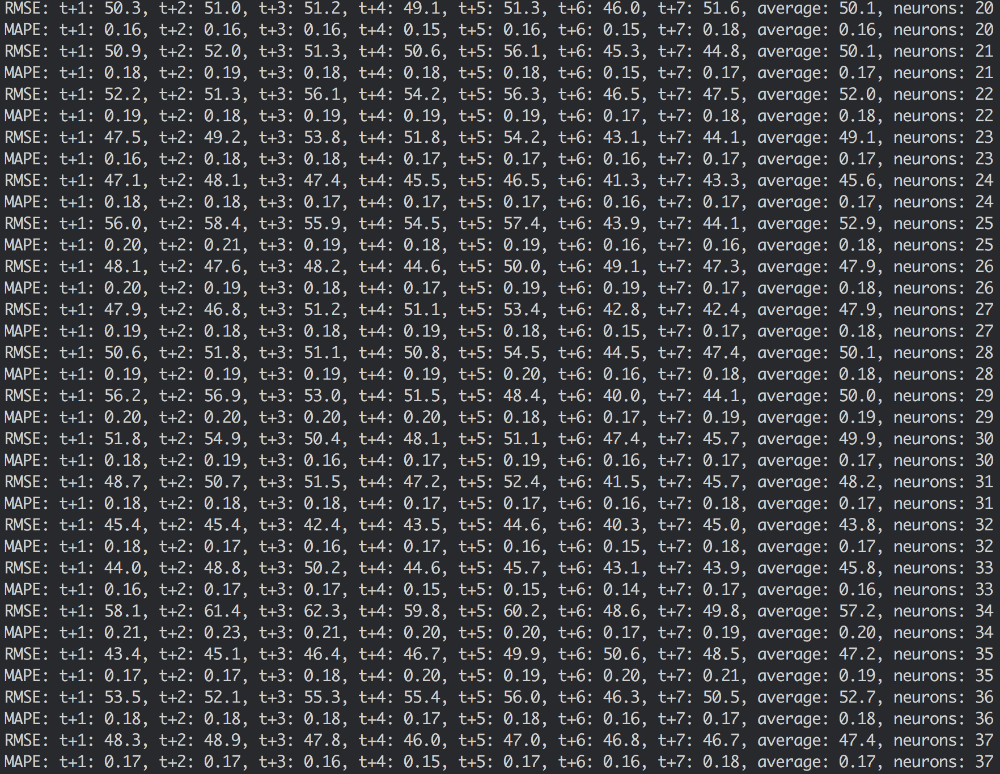 RMSE: t+1: 50.3, t+2: 51.0, t+3: 51.2, t+4: 49.1, t+5: 51.3, t+6: 46.0, t+7: 51.6, average: 50.1, neurons: 20
MAPE: t+1: 0.16, t+2: 0.16, t+3: 0.16, t+4: 0.15, t+5: 0.16, t+6: 0.15, t+7: 0.18, average: 0.16, neurons: 20
RMSE: t+1: 50.9, t+2: 52.0, t+3: 51.3, t+4: 50.6, t+5: 56.1, t+6: 45.3, t+7: 44.8, average: 50.1, neurons: 21
MAPE: t+1: 0.18, t+2: 0.19, t+3: 0.18, t+4: 0.18, t+5: 0.18, t+6: 0.15, t+7: 0.17, average: 0.17, neurons: 21
RMSE: t+1: 52.2, t+2: 51.3, t+3: 56.1, t+4: 54.2, t+5: 56.3, t+6: 46.5, t+7: 47.5, average: 52.0, neurons: 22
MAPE: t+1: 0.19, t+2: 0.18, t+3: 0.19, t+4: 0.19, t+5: 0.19, t+6: 0.17, t+7: 0.18, average: 0.18, neurons: 22
RMSE: t+1: 47.5, t+2: 49.2, t+3: 53.8, t+4: 51.8, t+5: 54.2, t+6: 43.1, t+7: 44.1, average: 49.1, neurons: 23
MAPE: t+1: 0.16, t+2: 0.18, t+3: 0.18, t+4: 0.17, t+5: 0.17, t+6: 0.16, t+7: 0.17, average: 0.17, neurons: 23
RMSE: t+1: 47.1, t+2: 48.1, t+3: 47.4, t+4: 45.5, t+5: 46.5, t+6: 41.3, t+7: 43.3, average: 45.6, neurons: 24
MAPE: t+1: 0.18, t+2: 0.18, t+3: 0.17, t+4: 0.17, t+5: 0.17, t+6: 0.16, t+7: 0.17, average: 0.17, neurons: 24
RMSE: t+1: 56.0, t+2: 58.4, t+3: 55.9, t+4: 54.5, t+5: 57.4, t+6: 43.9, t+7: 44.1, average: 52.9, neurons: 25
MAPE: t+1: 0.20, t+2: 0.21, t+3: 0.19, t+4: 0.18, t+5: 0.19, t+6: 0.16, t+7: 0.16, average: 0.18, neurons: 25
RMSE: t+1: 48.1, t+2: 47.6, t+3: 48.2, t+4: 44.6, t+5: 50.0, t+6: 49.1, t+7: 47.3, average: 47.9, neurons: 26
MAPE: t+1: 0.20, t+2: 0.19, t+3: 0.18, t+4: 0.17, t+5: 0.19, t+6: 0.19, t+7: 0.17, average: 0.18, neurons: 26
RMSE: t+1: 47.9, t+2: 46.8, t+3: 51.2, t+4: 51.1, t+5: 53.4, t+6: 42.8, t+7: 42.4, average: 47.9, neurons: 27
MAPE: t+1: 0.19, t+2: 0.18, t+3: 0.18, t+4: 0.19, t+5: 0.18, t+6: 0.15, t+7: 0.17, average: 0.18, neurons: 27
RMSE: t+1: 50.6, t+2: 51.8, t+3: 51.1, t+4: 50.8, t+5: 54.5, t+6: 44.5, t+7: 47.4, average: 50.1, neurons: 28
MAPE: t+1: 0.19, t+2: 0.19, t+3: 0.19, t+4: 0.19, t+5: 0.20, t+6: 0.16, t+7: 0.18, average: 0.18, neurons: 28
RMSE: t+1: 56.2, t+2: 56.9, t+3: 53.0, t+4: 51.5, t+5: 48.4, t+6: 40.0, t+7: 44.1, average: 50.0, neurons: 29
MAPE: t+1: 0.20, t+2: 0.20, t+3: 0.20, t+4: 0.20, t+5: 0.18, t+6: 0.17, t+7: 0.19, average: 0.19, neurons: 29
RMSE: t+1: 51.8, t+2: 54.9, t+3: 50.4, t+4: 48.1, t+5: 51.1, t+6: 47.4, t+7: 45.7, average: 49.9, neurons: 30
MAPE: t+1: 0.18, t+2: 0.19, t+3: 0.16, t+4: 0.17, t+5: 0.19, t+6: 0.16, t+7: 0.17, average: 0.17, neurons: 30
RMSE: t+1: 48.7, t+2: 50.7, t+3: 51.5, t+4: 47.2, t+5: 52.4, t+6: 41.5, t+7: 45.7, average: 48.2, neurons: 31
MAPE: t+1: 0.18, t+2: 0.18, t+3: 0.18, t+4: 0.17, t+5: 0.17, t+6: 0.16, t+7: 0.18, average: 0.17, neurons: 31
RMSE: t+1: 45.4, t+2: 45.4, t+3: 42.4, t+4: 43.5, t+5: 44.6, t+6: 40.3, t+7: 45.0, average: 43.8, neurons: 32
MAPE: t+1: 0.18, t+2: 0.17, t+3: 0.16, t+4: 0.17, t+5: 0.16, t+6: 0.15, t+7: 0.18, average: 0.17, neurons: 32
RMSE: t+1: 44.0, t+2: 48.8, t+3: 50.2, t+4: 44.6, t+5: 45.7, t+6: 43.1, t+7: 43.9, average: 45.8, neurons: 33
MAPE: t+1: 0.16, t+2: 0.17, t+3: 0.17, t+4: 0.15, t+5: 0.15, t+6: 0.14, t+7: 0.17, average: 0.16, neurons: 33
RMSE: t+1: 58.1, t+2: 61.4, t+3: 62.3, t+4: 59.8, t+5: 60.2, t+6: 48.6, t+7: 49.8, average: 57.2, neurons: 34
MAPE: t+1: 0.21, t+2: 0.23, t+3: 0.21, t+4: 0.20, t+5: 0.20, t+6: 0.17, t+7: 0.19, average: 0.20, neurons: 34
RMSE: t+1: 43.4, t+2: 45.1, t+3: 46.4, t+4: 46.7, t+5: 49.9, t+6: 50.6, t+7: 48.5, average: 47.2, neurons: 35
MAPE: t+1: 0.17, t+2: 0.17, t+3: 0.18, t+4: 0.20, t+5: 0.19, t+6: 0.20, t+7: 0.21, average: 0.19, neurons: 35
RMSE: t+1: 53.5, t+2: 52.1, t+3: 55.3, t+4: 55.4, t+5: 56.0, t+6: 46.3, t+7: 50.5, average: 52.7, neurons: 36
MAPE: t+1: 0.18, t+2: 0.18, t+3: 0.18, t+4: 0.17, t+5: 0.18, t+6: 0.16, t+7: 0.17, average: 0.18, neurons: 36
RMSE: t+1: 48.3, t+2: 48.9, t+3: 47.8, t+4: 46.0, t+5: 47.0, t+6: 46.8, t+7: 46.7, average: 47.4, neurons: 37
MAPE: t+1: 0.17, t+2: 0.17, t+3: 0.16, t+4: 0.15, t+5: 0.17, t+6: 0.16, t+7: 0.18, average: 0.17, neurons: 37